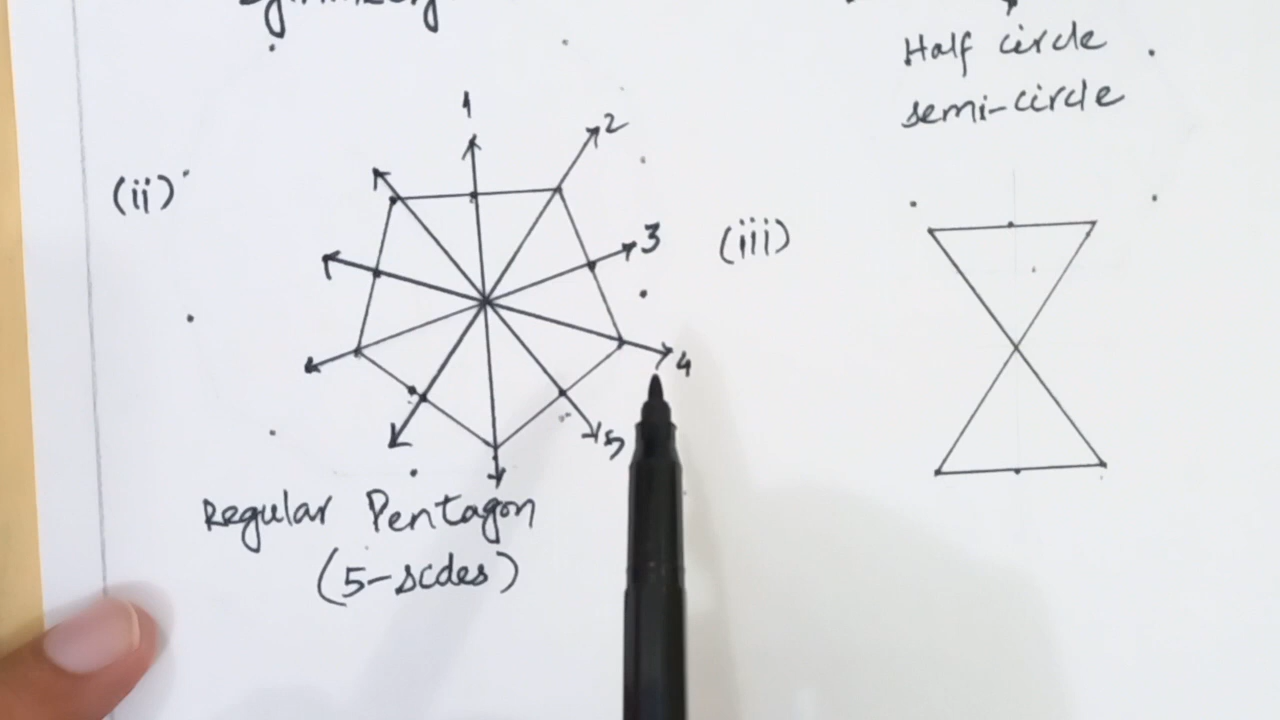 Half circle
semi-circle
1
2
(ii)
3
(iii)
4
5
Regular Pentagon
(5-sides)